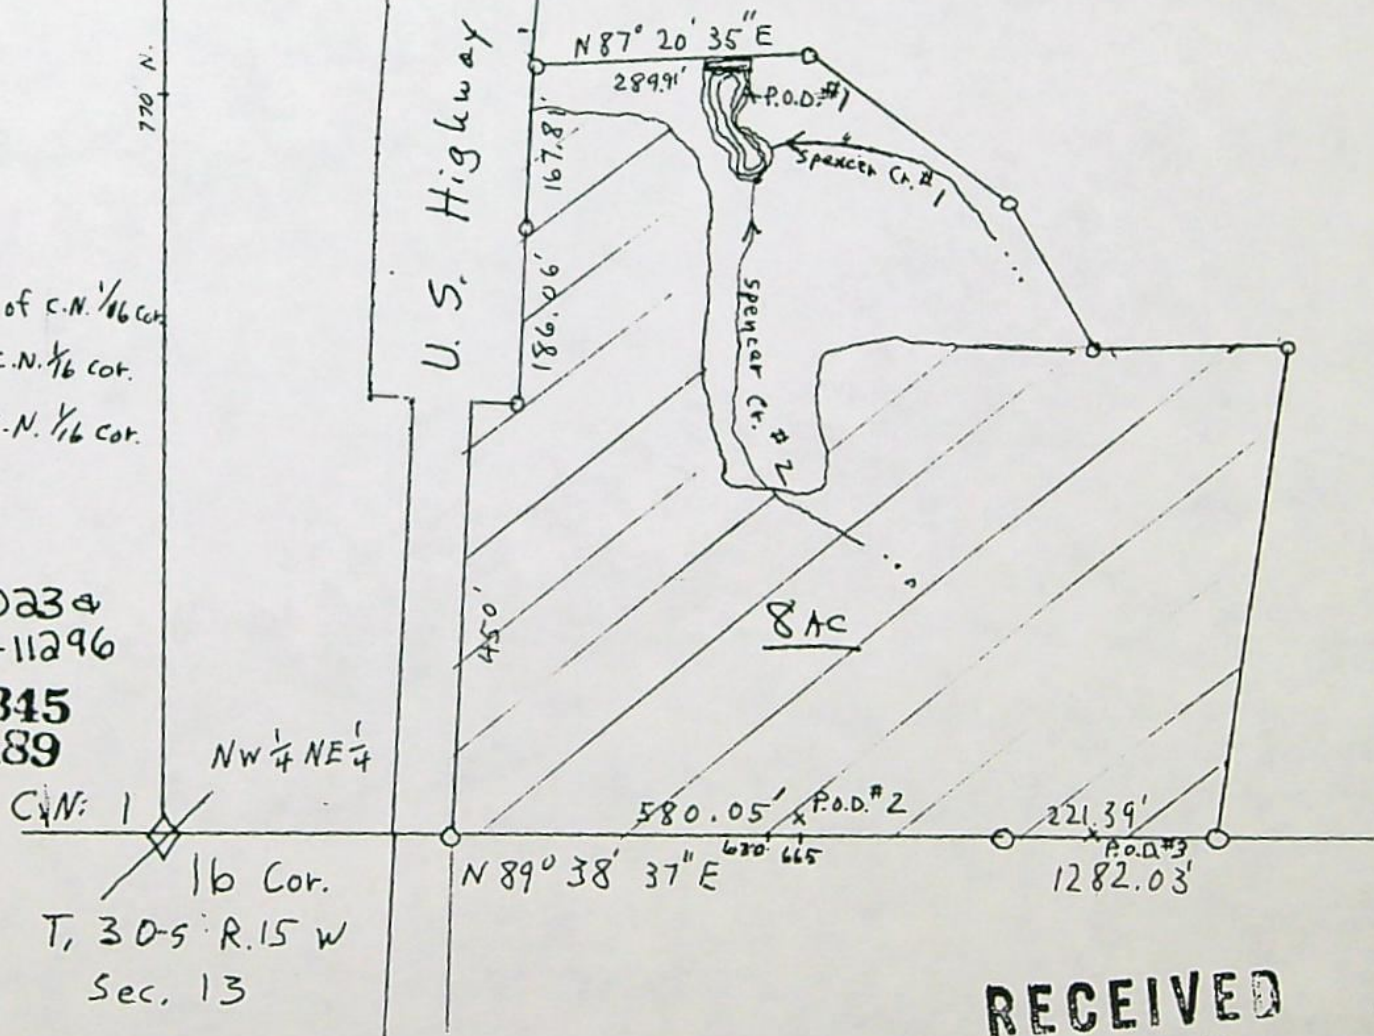 770' N.
U.S. Highway
N 87° 20' 35" E
289.91'
P.O.D. #1
167.8'
Spencer Cr. #1
186.06'
Spencer Cr. #2
of C.N. 1/16 Cor
C.N. 1/16 Cor.
.N. 1/16 Cor.
023 &
-11296
345
89
450'
8 AC
NW 1/4 NE 1/4
C.N: 1
16 Cor.
T, 30-S R.15 W
Sec. 13
580.05'
P.O.D. #2
221.39'
665
P.O.D. #3
N 89° 38' 37" E
1282.03'
RECEIVED